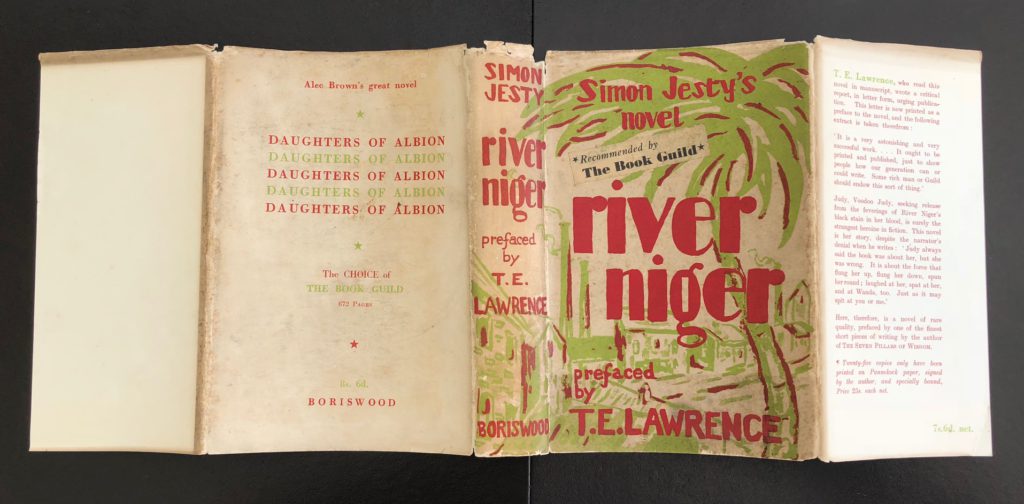 Alec Brown's great novel
DAUGHTERS OF ALBION
DAUGHTERS OF ALBION
DAUGHTERS OF ALBION
DAUGHTERS OF ALBION
DAUGHTERS OF ALBION
The CHOICE of
THE BOOK GUILD
672 PAGES
8s. 6d.
BORISWOOD
SIMON
JESTY
river
niger
prefaced
by
T.E.
LAWRENCE
BORISWOOD
Simon Jesty's
novel
*Recommended by
The Book Guild*
river
niger
prefaced
by
T.E.LAWRENCE
T. E. Lawrence, who read this
novel in manuscript, wrote a critical
report, in letter form, urging publica-
tion. This letter is now printed as a
preface to the novel, and the following
extract is taken therefrom:
'It is a very astonishing and very
successful work. . . . It ought to be
printed and published, just to show
people how our generation can or
could write. Some rich man or Guild
should endow this sort of thing.'
Judy, Voodoo Judy, seeking release
from the feverings of River Niger's
black stain in her blood, is surely the
strangest heroine in fiction. This novel
is her story, despite the narrator's
denial when he writes: 'Judy always
said the book was about her, but she
was wrong. It is about the force that
flung her up, flung her down, spun
her round; laughed at her, spat at her,
and at Wanda, too. Just as it may
spit at you or me.'
Here, therefore, is a novel of rare
quality, prefaced by one of the finest
short pieces of writing by the author
of THE SEVEN PILLARS OF WISDOM.
¶ Twenty-five copies only have been
printed on Pannekoek paper, signed
by the author, and specially bound,
Price 25s. each net.
7s. 6d. net.